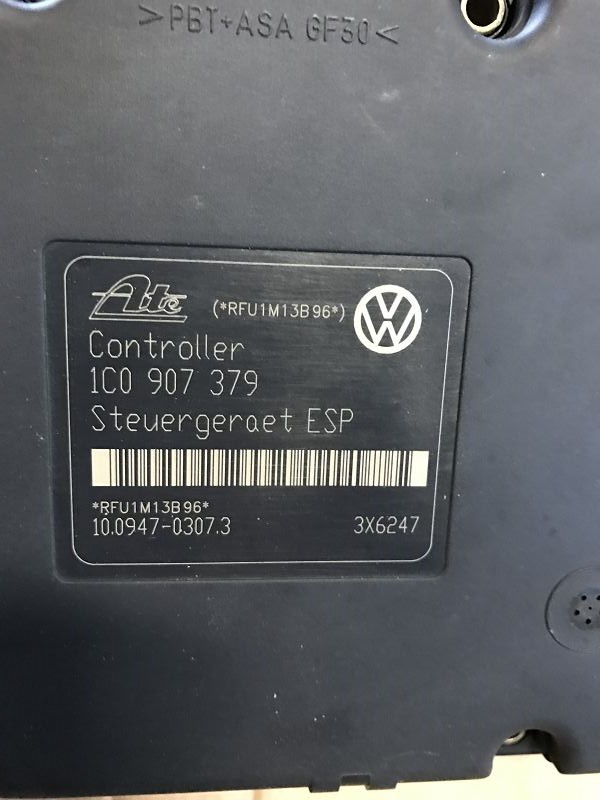 >PBT+ASA GF30<
Ate (*RFU1M13B96*)
Controller
1C0 907 379
Steuergeraet ESP
*RFU1M13B96*
10.0947-0307.3 3X6247